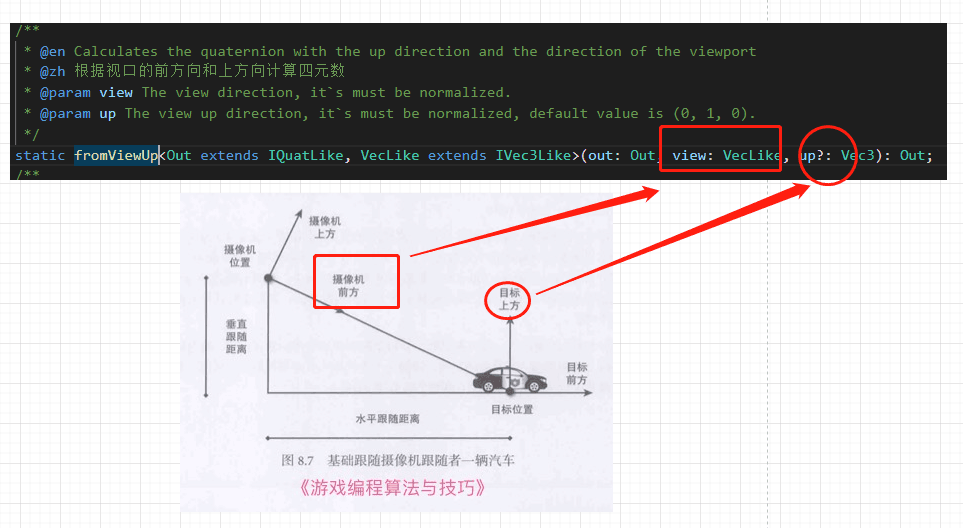 /**
* @en Calculates the quaternion with the up direction and the direction of the viewport
* @zh 根据视口的前方向和上方向计算四元数
* @param view The view direction, it`s must be normalized.
* @param up The view up direction, it`s must be normalized, default value is (0, 1, 0).
*/
static fromViewUp<Out extends IQuatLike, VecLike extends IVec3Like>(out: Out, view: VecLike, up?: Vec3): Out;
/**
摄像机
上方
摄像机
位置
摄像机
前方
目标
上方
垂直
跟随
距离
目标
前方
目标位置
水平跟随距离
图 8.7 基础跟随摄像机跟随者一辆汽车
《游戏编程算法与技巧》